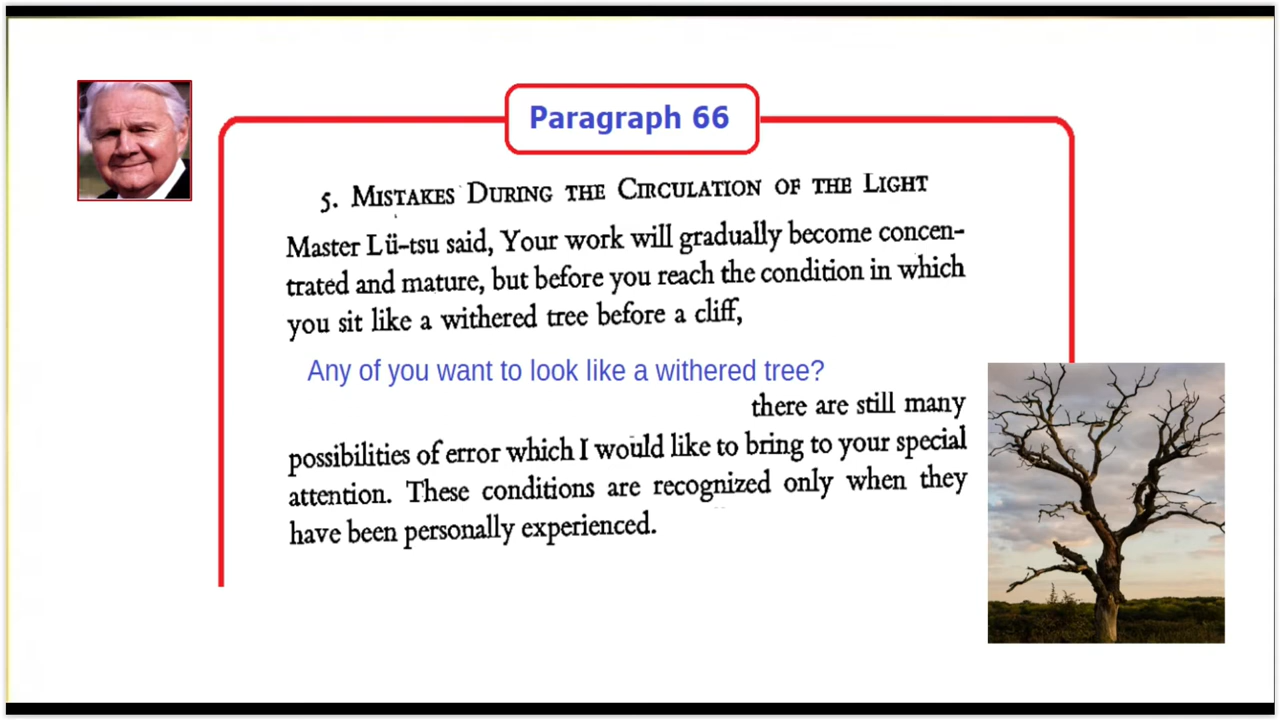 Paragraph 66
5. MISTAKES DURING THE CIRCULATION OF THE LIGHT
Master Lü-tsu said, Your work will gradually become concen-
trated and mature, but before you reach the condition in which
you sit like a withered tree before a cliff,
Any of you want to look like a withered tree?
there are still many
possibilities of error which I would like to bring to your special
attention. These conditions are recognized only when they
have been personally experienced.